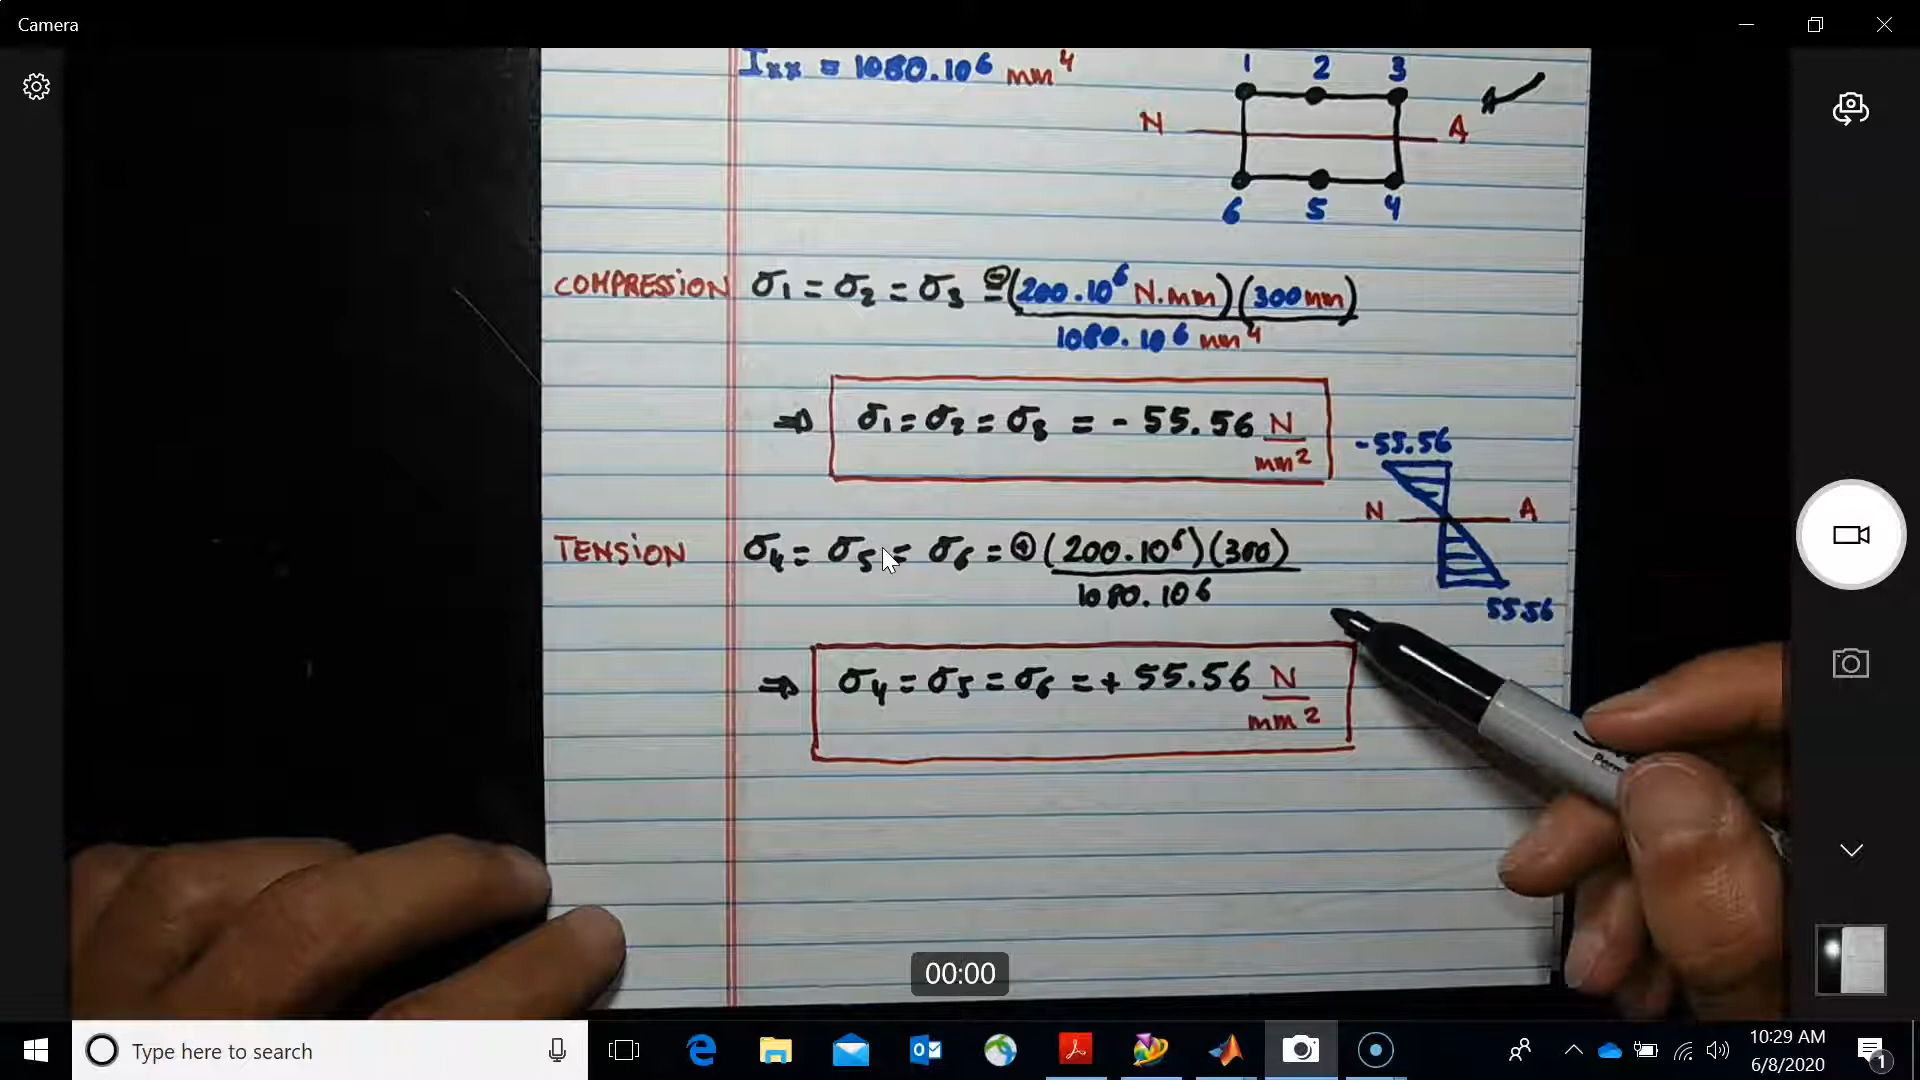 Camera
Ixx = 1080.10⁶ mm⁴
1 2 3
N A
6 5 4
COMPRESSION σ1 = σ2 = σ3 = ⊖ (200.10⁶ N.mm)(300mm)
1080.10⁶ mm⁴
⇒ σ1 = σ2 = σ3 = - 55.56 N
mm²
-55.56
N A
TENSION σ4 = σ5 = σ6 = ⊕ (200.10⁶)(300)
1080.10⁶
55.56
⇒ σ4 = σ5 = σ6 = + 55.56 N
mm²
00:00
Type here to search
10:29 AM
6/8/2020
1